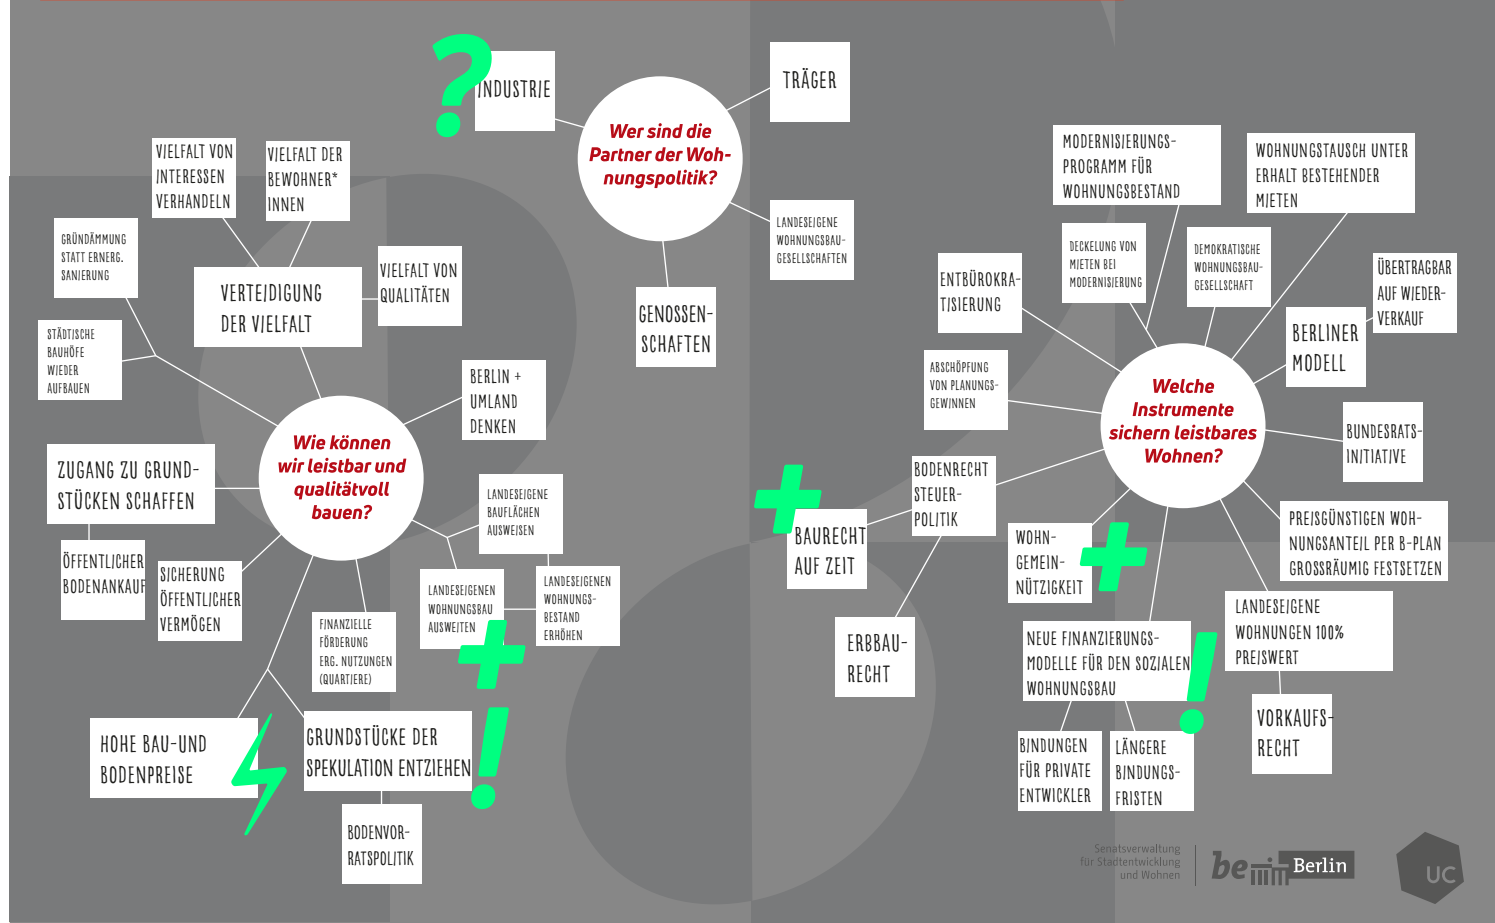 ?
INDUSTRIE
TRÄGER
Wer sind die
Partner der Woh-
nungspolitik?
LANDESEIGENE
WOHNUNGSBAU-
GESELLSCHAFTEN
GENOSSEN-
SCHAFTEN
VIELFALT VON
INTERESSEN
VERHANDELN
VIELFALT DER
BEWOHNER*
INNEN
GRÜNDÄMMUNG
STATT ERNERG.
SANIERUNG
VERTEIDIGUNG
DER VIELFALT
VIELFALT VON
QUALITÄTEN
STÄDTISCHE
BAUHÖFE
WIEDER
AUFBAUEN
BERLIN +
UMLAND
DENKEN
Wie können
wir leistbar und
qualitätvoll
bauen?
ZUGANG ZU GRUND-
STÜCKEN SCHAFFEN
ÖFFENTLICHER
BODENANKAUF
SICHERUNG
ÖFFENTLICHER
VERMÖGEN
LANDESEIGENE
BAUFLÄCHEN
AUSWEISEN
LANDESEIGENEN
WOHNUNGSBAU
AUSWEITEN
+
LANDESEIGENEN
WOHNUNGS-
BESTAND
ERHÖHEN
FINANZIELLE
FÖRDERUNG
ERG. NUTZUNGEN
(QUARTIERE)
HOHE BAU-UND
BODENPREISE
GRUNDSTÜCKE DER
SPEKULATION ENTZIEHEN
!
BODENVOR-
RATSPOLITIK
MODERNISIERUNGS-
PROGRAMM FÜR
WOHNUNGSBESTAND
WOHNUNGSTAUSCH UNTER
ERHALT BESTEHENDER
MIETEN
DECKELUNG VON
MIETEN BEI
MODERNISIERUNG
DEMOKRATISCHE
WOHNUNGSBAU-
GESELLSCHAFT
ENTBÜROKRA-
TISIERUNG
ÜBERTRAGBAR
AUF WIEDER-
VERKAUF
BERLINER
MODELL
ABSCHÖPFUNG
VON PLANUNGS-
GEWINNEN
Welche
Instrumente
sichern leistbares
Wohnen?
BUNDESRATS-
INITIATIVE
BODENRECHT
STEUER-
POLITIK
+
BAURECHT
AUF ZEIT
ERBBAU-
RECHT
WOHN-
GEMEIN-
NÜTZIGKEIT
+
PREISGÜNSTIGEN WOH-
NUNGSANTEIL PER B-PLAN
GROSSRÄUMIG FESTSETZEN
LANDESEIGENE
WOHNUNGEN 100%
PREISWERT
VORKAUFS-
RECHT
NEUE FINANZIERUNGS-
MODELLE FÜR DEN SOZIALEN
WOHNUNGSBAU
!
BINDUNGEN
FÜR PRIVATE
ENTWICKLER
LÄNGERE
BINDUNGS-
FRISTEN
Senatsverwaltung
für Stadtentwicklung
und Wohnen
be Berlin
UC